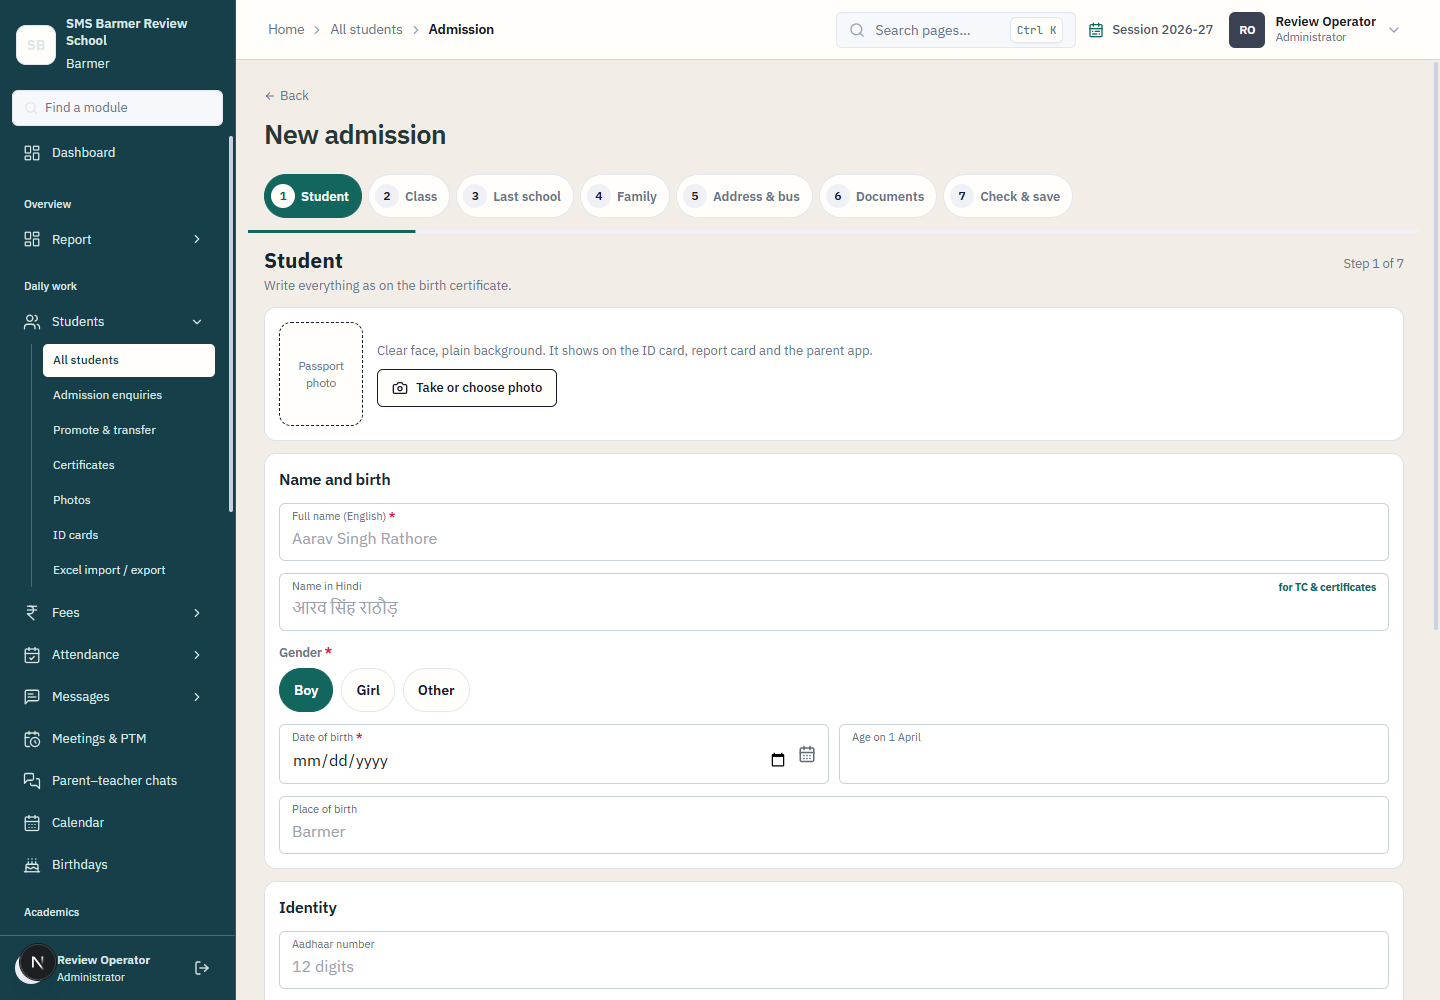 SMS Barmer Review
School
Barmer
SB
Find a module
Dashboard
Overview
Report
Daily work
Students
All students
Admission enquiries
Promote & transfer
Certificates
Photos
ID cards
Excel import / export
Fees
Attendance
Messages
Meetings & PTM
Parent–teacher chats
Calendar
Birthdays
Academics
N
Review Operator
Administrator
Home > All students > Admission
Search pages... Ctrl K
Session 2026-27
RO
Review Operator
Administrator
← Back
New admission
1 Student
2 Class
3 Last school
4 Family
5 Address & bus
6 Documents
7 Check & save
Student
Step 1 of 7
Write everything as on the birth certificate.
Passport
photo
Clear face, plain background. It shows on the ID card, report card and the parent app.
Take or choose photo
Name and birth
Full name (English) *
Aarav Singh Rathore
Name in Hindi
for TC & certificates
आरव सिंह राठौड़
Gender *
Boy
Girl
Other
Date of birth *
mm/dd/yyyy
Age on 1 April
Place of birth
Barmer
Identity
Aadhaar number
12 digits